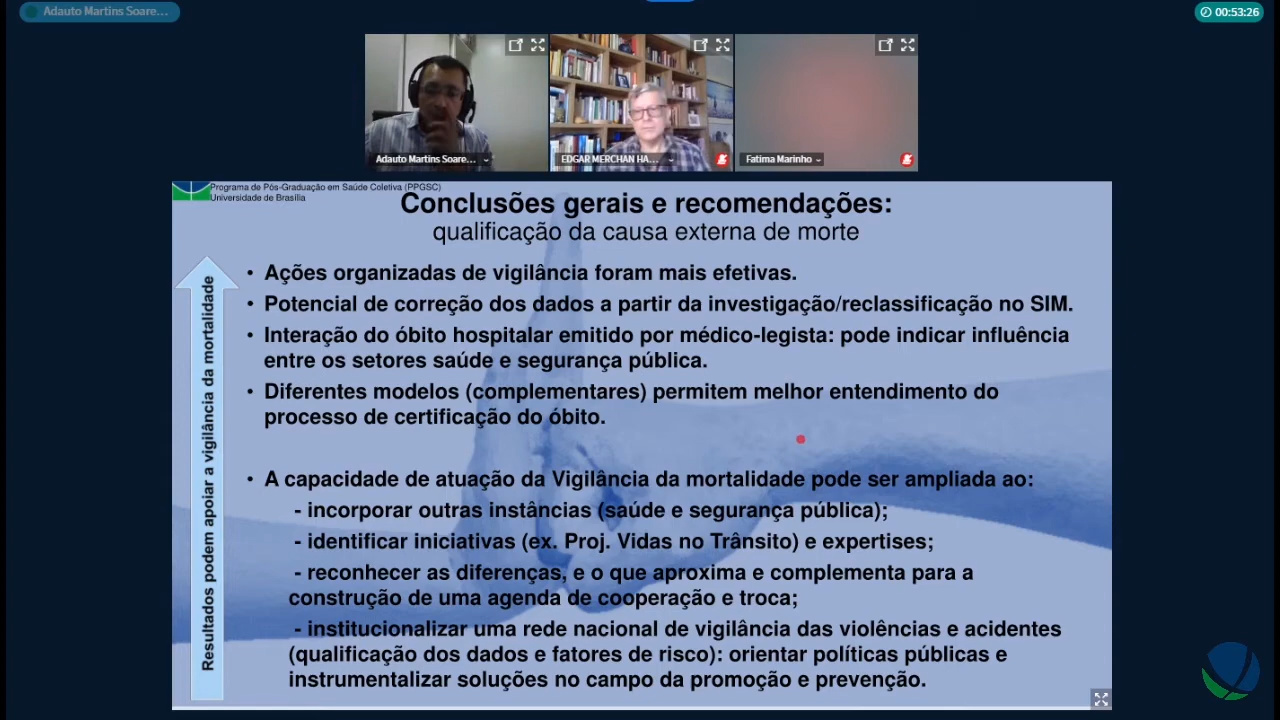 Adauto Martins Soare...
00:53:26
Adauto Martins Soare...
EDGAR MERCHAN HA...
Fatima Marinho
Programa de Pós-Graduação em Saúde Coletiva (PPGSC)
Universidade de Brasília
Conclusões gerais e recomendações:
qualificação da causa externa de morte
Resultados podem apoiar a vigilância da mortalidade
• Ações organizadas de vigilância foram mais efetivas.
• Potencial de correção dos dados a partir da investigação/reclassificação no SIM.
• Interação do óbito hospitalar emitido por médico-legista: pode indicar influência
entre os setores saúde e segurança pública.
• Diferentes modelos (complementares) permitem melhor entendimento do
processo de certificação do óbito.
• A capacidade de atuação da Vigilância da mortalidade pode ser ampliada ao:
- incorporar outras instâncias (saúde e segurança pública);
- identificar iniciativas (ex. Proj. Vidas no Trânsito) e expertises;
- reconhecer as diferenças, e o que aproxima e complementa para a
construção de uma agenda de cooperação e troca;
- institucionalizar uma rede nacional de vigilância das violências e acidentes
(qualificação dos dados e fatores de risco): orientar políticas públicas e
instrumentalizar soluções no campo da promoção e prevenção.